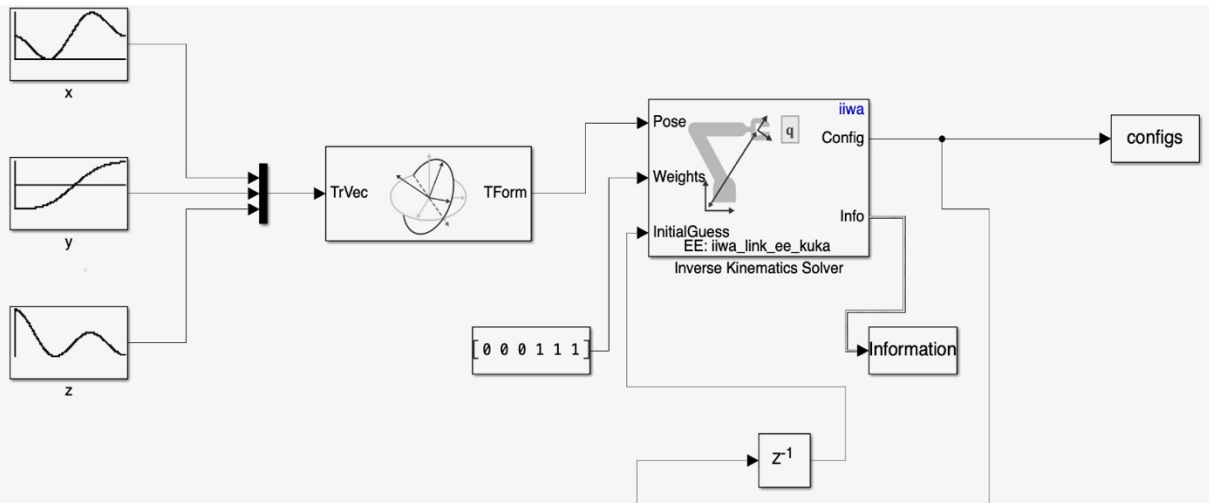 x
y
z
TrVec
TForm
[0 0 0 1 1 1]
iiwa
Pose
q
Config
Weights
Info
InitialGuess
EE: iiwa_link_ee_kuka
Inverse Kinematics Solver
configs
Information
z-1